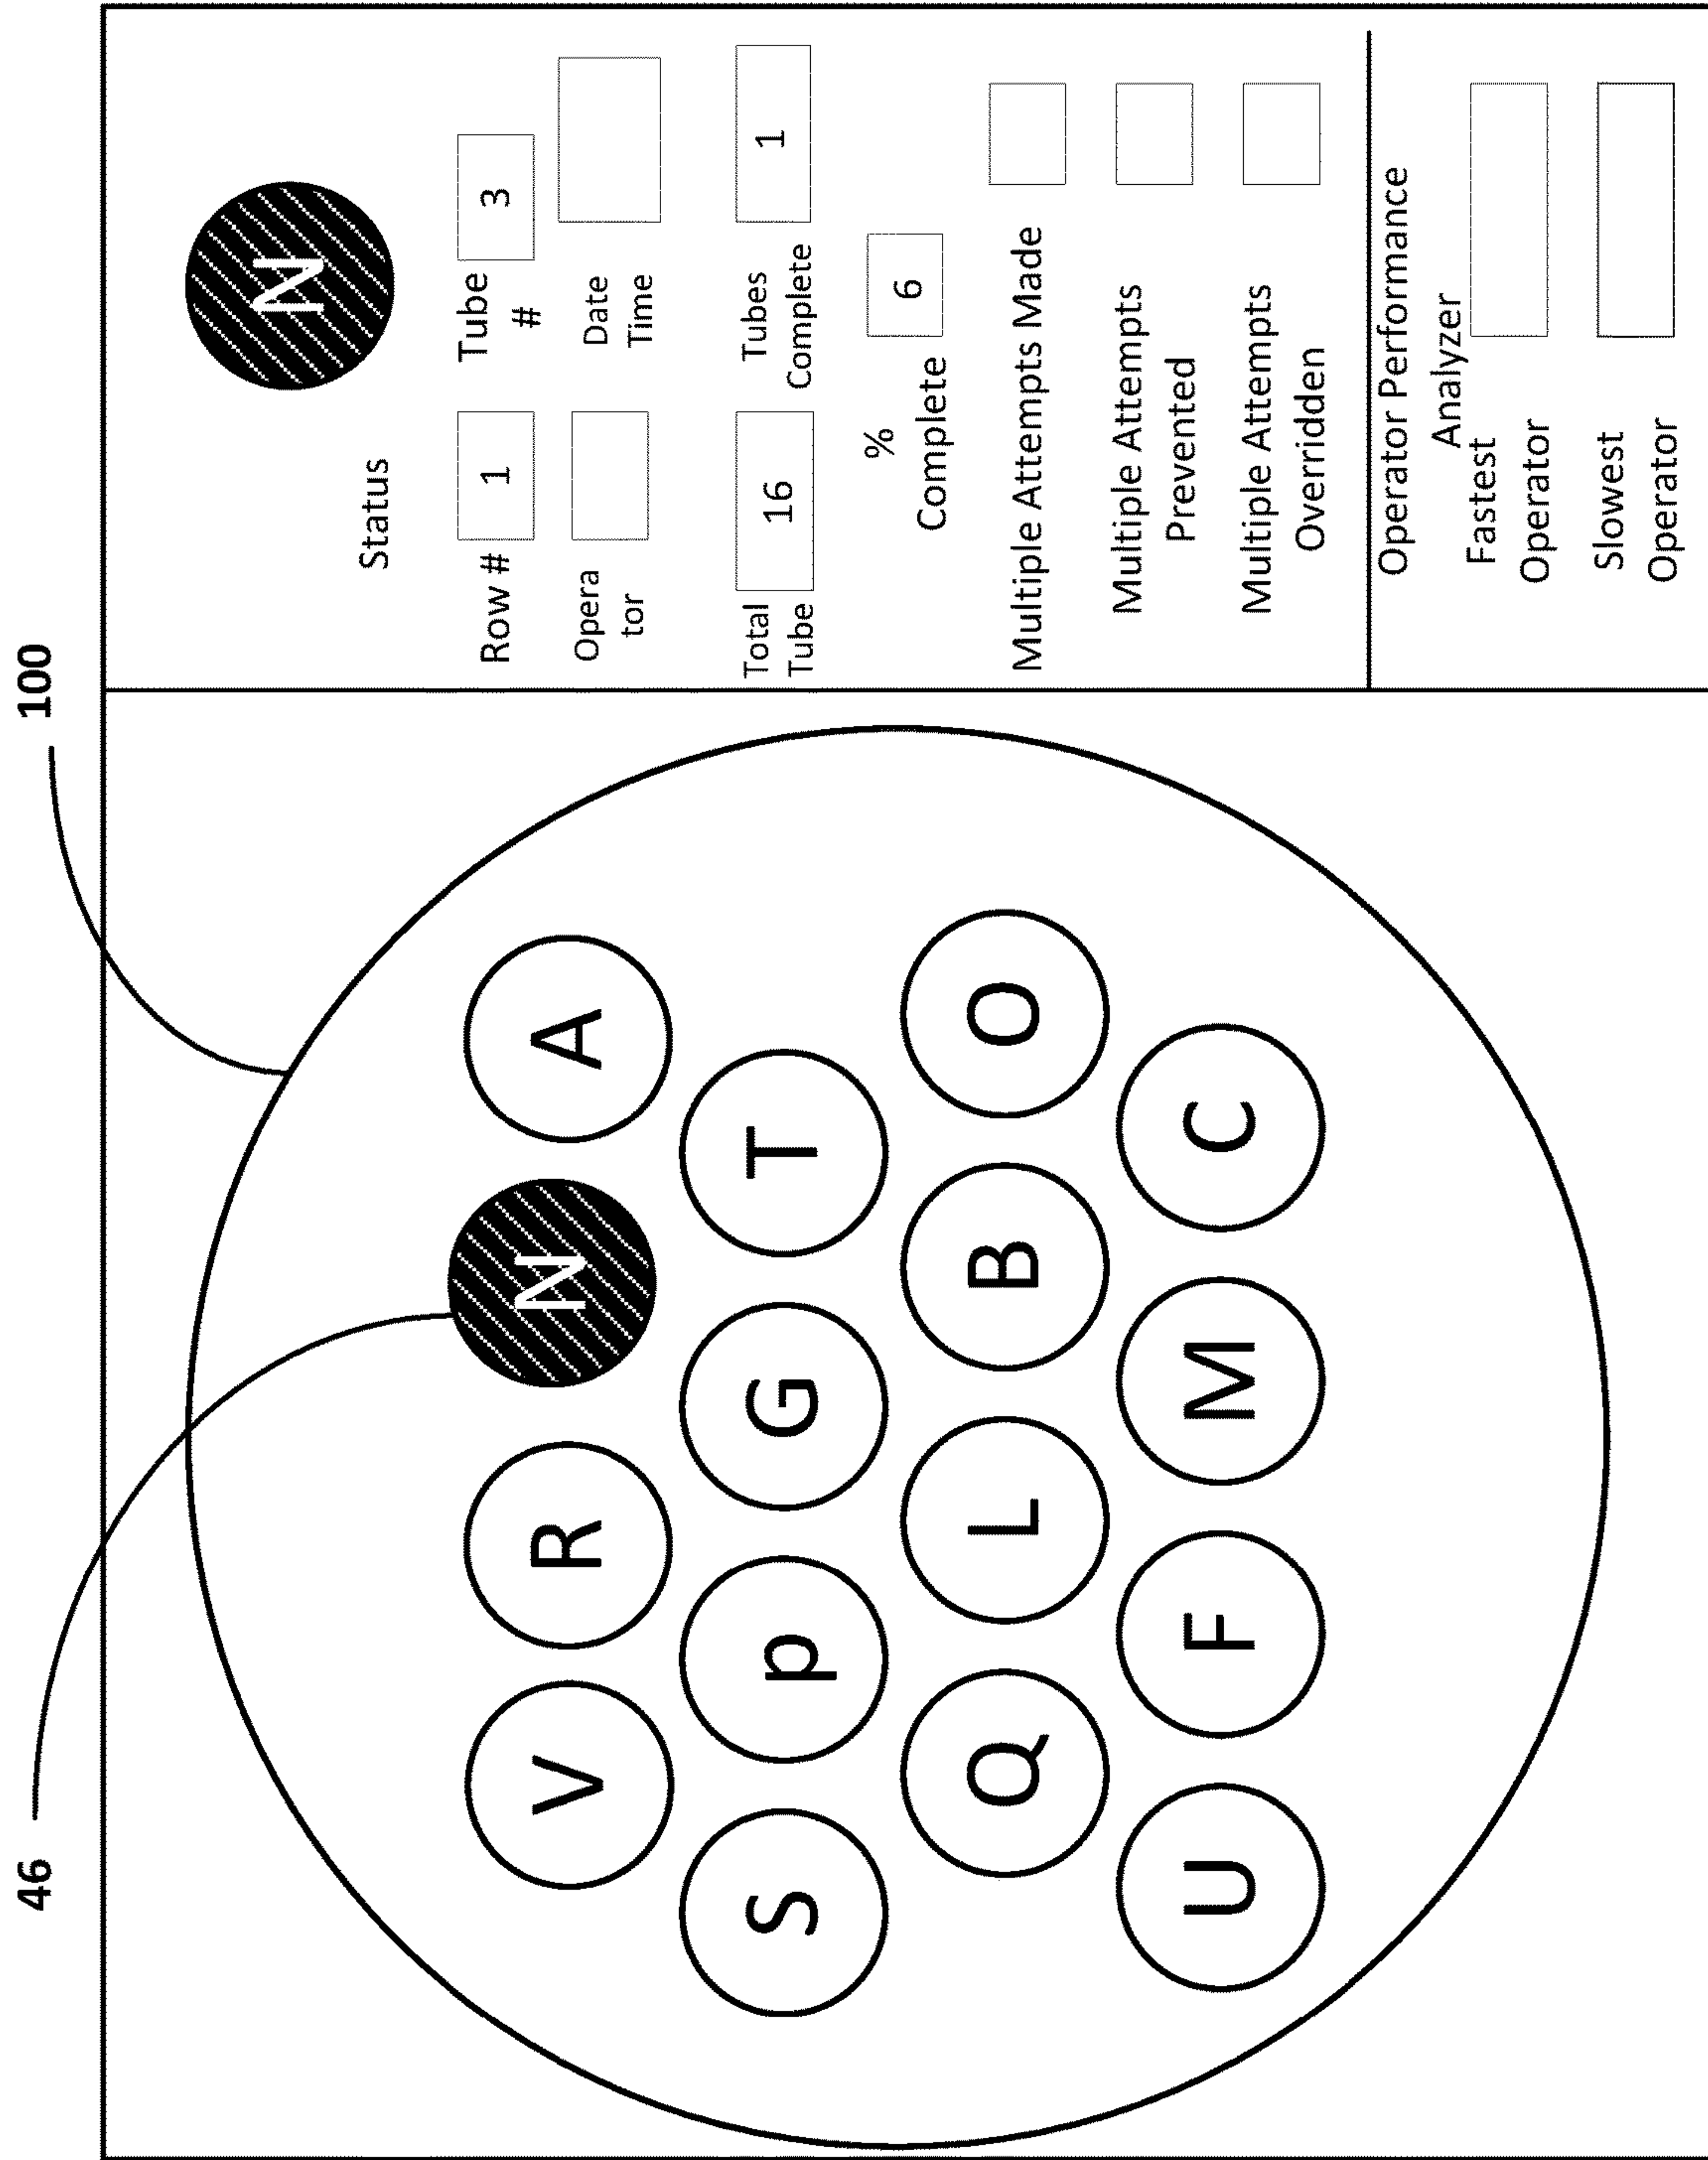 46
100
V R N A
S p G T
Q L B O
U F M C
N
Status
Row # 1
Tube
# 3
Opera
tor
Date
Time
Total
Tube 16
Tubes
Complete 1
%
Complete 6
Multiple Attempts Made
Multiple Attempts
Prevented
Multiple Attempts
Overridden
Operator Performance
Analyzer
Fastest
Operator
Slowest
Operator